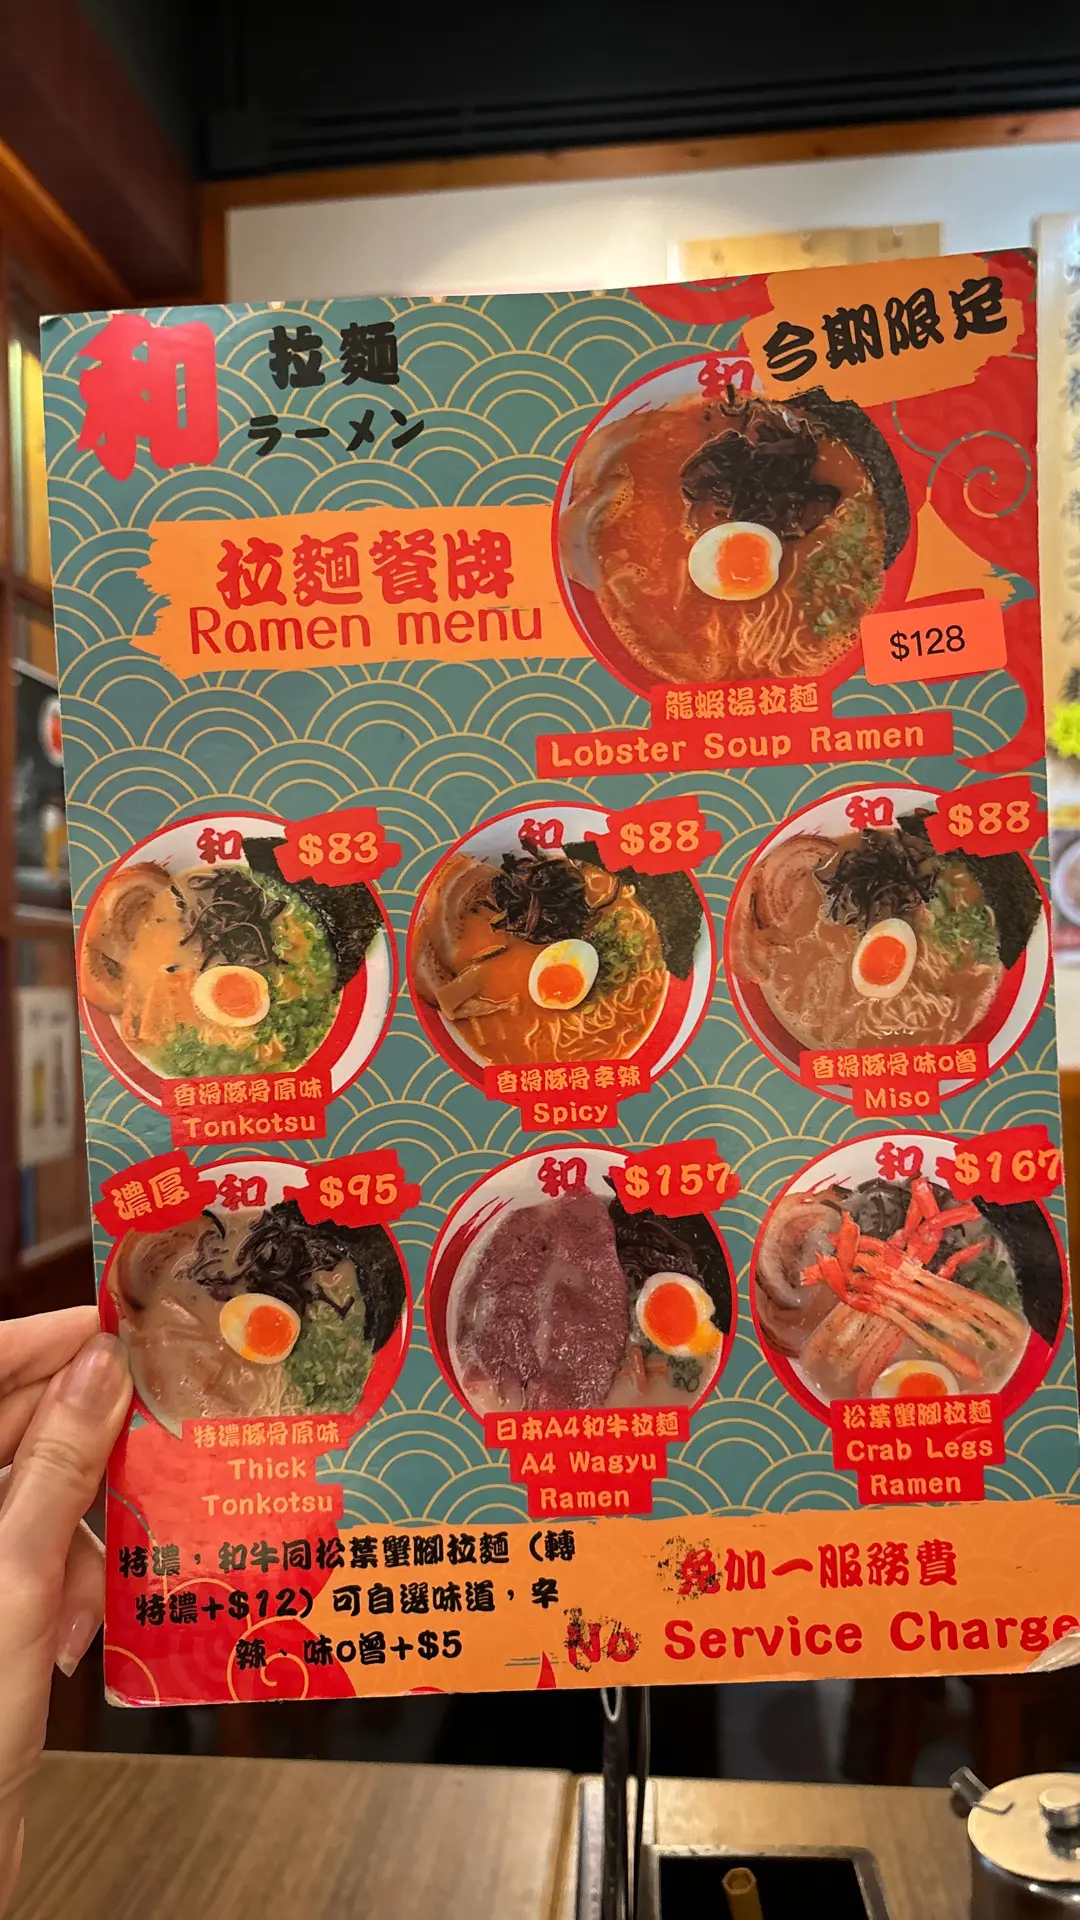 和
拉麵
ラーメン
今期限定
拉麵餐牌
Ramen menu
和
$128
龍蝦湯拉麵
Lobster Soup Ramen
和
$83
香滑豚骨原味
Tonkotsu
和
$88
香滑豚骨辛辣
Spicy
和
$88
香滑豚骨味o曾
Miso
濃厚
和
$95
特濃豚骨原味
Thick
Tonkotsu
和
$157
日本A4和牛拉麵
A4 Wagyu
Ramen
和
$167
松葉蟹腳拉麵
Crab Legs
Ramen
特濃，和牛同松葉蟹腳拉麵（轉
特濃+$12）可自選味道，辛
辣、味o曾+$5
免加一服務費
No Service Charge